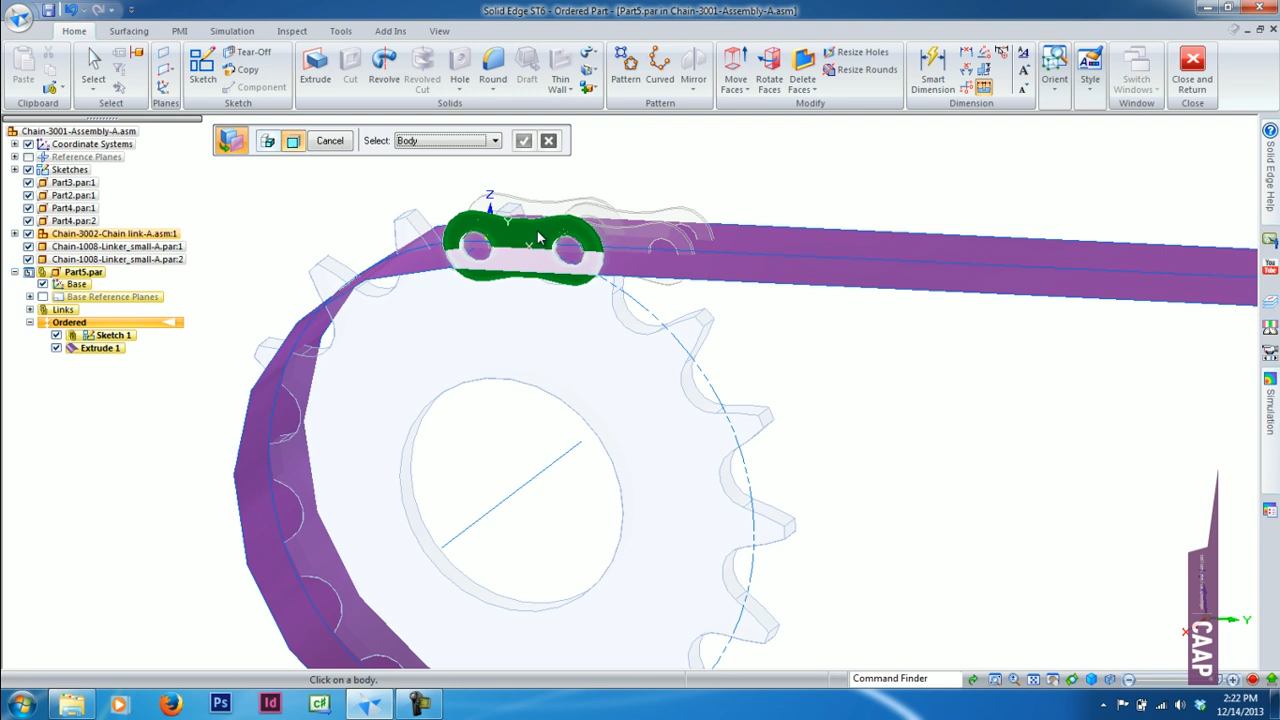 Solid Edge ST6 - Ordered Part - [Part5.par in Chain-3001-Assembly-A.asm]
Home Surfacing PMI Simulation Inspect Tools Add Ins View
Paste
Clipboard
Select
Select
Planes
Sketch
Tear-Off
Copy
Component
Sketch
Extrude
Cut
Revolve
Revolved Cut
Hole
Round
Draft
Thin Wall
Solids
Pattern
Curved
Mirror
Pattern
Move Faces
Rotate Faces
Delete Faces
Resize Holes
Resize Rounds
Modify
Smart Dimension
Dimension
Orient
Style
Switch Windows
Window
Close and Return
Close
Cancel Select: Body
Chain-3001-Assembly-A.asm
Coordinate Systems
Reference Planes
Sketches
Part3.par:1
Part2.par:1
Part4.par:1
Part4.par:2
Chain-3002-Chain link-A.asm:1
Chain-1008-Linker_small-A.par:1
Chain-1008-Linker_small-A.par:2
Part5.par
Base
Base Reference Planes
Links
Ordered
Sketch 1
Extrude 1
Z
Y
X
Solid Edge Help
You Tube
Simulation
CAAP
X
Y
Click on a body.
Command Finder
Ps
Id
C#
2:22 PM
12/14/2013